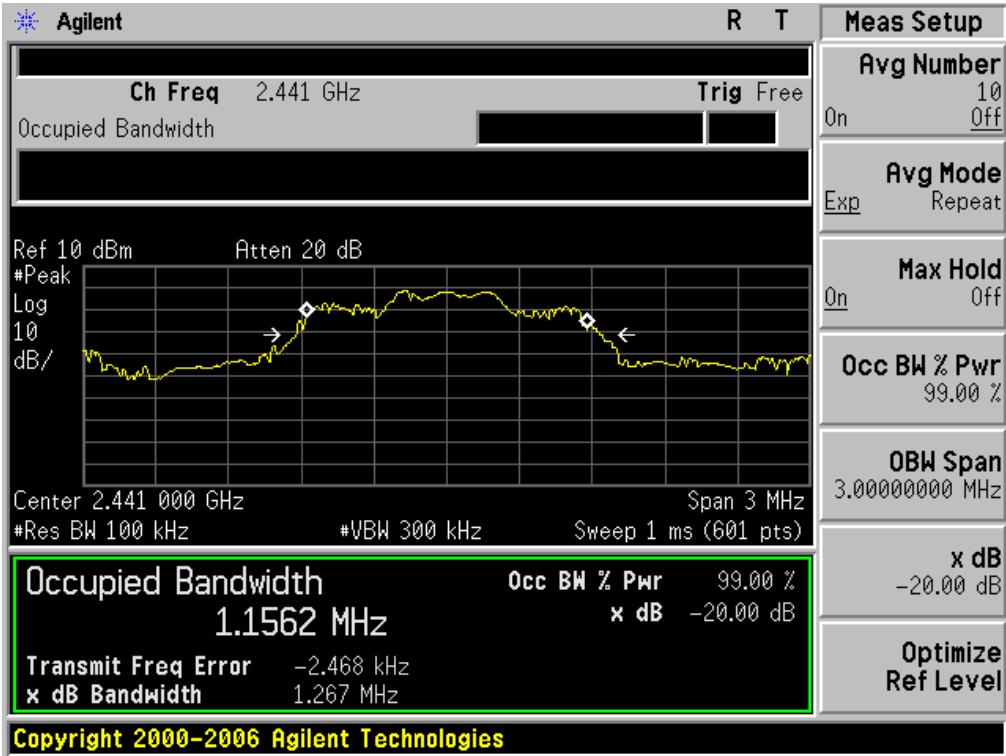 Agilent R T
Ch Freq 2.441 GHz Trig Free
Occupied Bandwidth
Ref 10 dBm Atten 20 dB
#Peak
Log
10
dB/
Center 2.441 000 GHz Span 3 MHz
#Res BW 100 kHz #VBW 300 kHz Sweep 1 ms (601 pts)
Occupied Bandwidth
1.1562 MHz
Occ BW % Pwr 99.00 %
x dB -20.00 dB
Transmit Freq Error -2.468 kHz
x dB Bandwidth 1.267 MHz
Copyright 2000-2006 Agilent Technologies
Meas Setup
Avg Number
10
On Off
Avg Mode
Exp Repeat
Max Hold
On Off
Occ BW % Pwr
99.00 %
OBW Span
3.00000000 MHz
x dB
-20.00 dB
Optimize
Ref Level